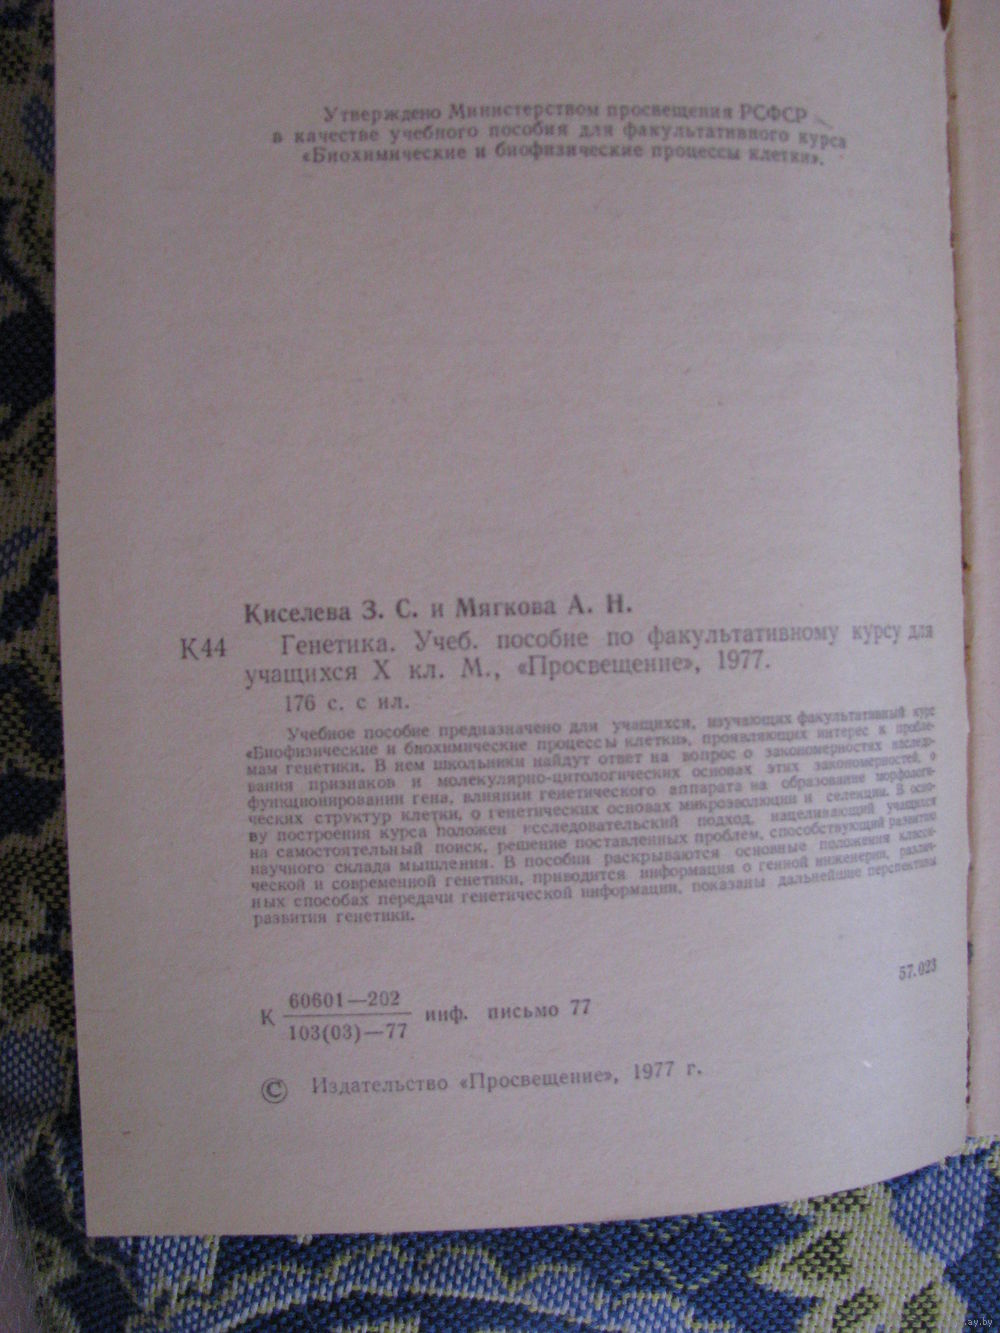 Утверждено Министерством просвещения РСФСР
в качестве учебного пособия для факультативного курса
«Биохимические и биофизические процессы клетки».
Киселева З. С. и Мягкова А. Н.
К44 Генетика. Учеб. пособие по факультативному курсу для
учащихся X кл. М., «Просвещение», 1977.
176 с. с ил.
Учебное пособие предназначено для учащихся, изучающих факультативный курс
«Биофизические и биохимические процессы клетки», проявляющих интерес к пробле-
мам генетики. В нем школьники найдут ответ на вопрос о закономерностях наследо-
вания признаков и молекулярно-цитологических основах этих закономерностей, о
функционировании гена, влиянии генетического аппарата на образование морфологи-
ческих структур клетки, о генетических основах микроэволюции и селекции. В осно-
ву построения курса положен исследовательский подход, нацеливающий учащихся
на самостоятельный поиск, решение поставленных проблем, способствующий развитию
научного склада мышления. В пособии раскрываются основные положения класси-
ческой и современной генетики, приводится информация о генной инженерии, различ-
ных способах передачи генетической информации, показаны дальнейшие перспективы
развития генетики.
К 60601—202
103(03)—77 инф. письмо 77
57.023
© Издательство «Просвещение», 1977 г.
ay.by